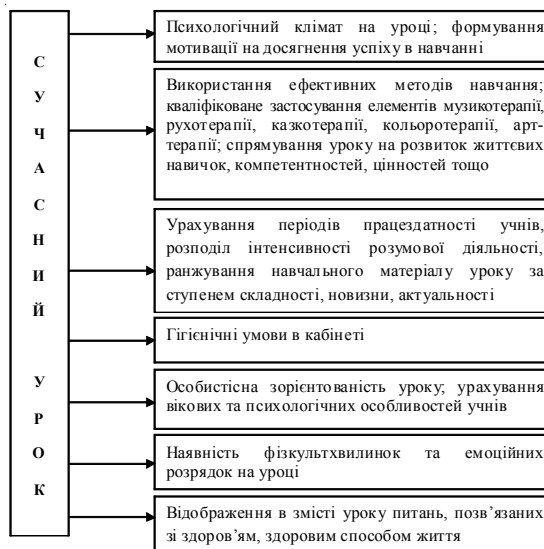 СУЧАСНИЙ УРОК
Психологічний клімат на уроці; формування
мотивації на досягнення успіху в навчанні
Використання ефективних методів навчання;
кваліфіковане застосування елементів музикотерапії,
рухотерапії, казкотерапії, кольоротерапії, арт-
терапії; спрямування уроку на розвиток життєвих
навичок, компетентностей, цінностей тощо
Урахування періодів працездатності учнів,
розподіл інтенсивності розумової діяльності,
ранжування навчального матеріалу уроку за
ступенем складності, новизни, актуальності
Гігієнічні умови в кабінеті
Особистісна зорієнтованість уроку; урахування
вікових та психологічних особливостей учнів
Наявність фізкультхвилинок та емоційних
розрядок на уроці
Відображення в змісті уроку питань, позв’язаних
зі здоров’ям, здоровим способом життя